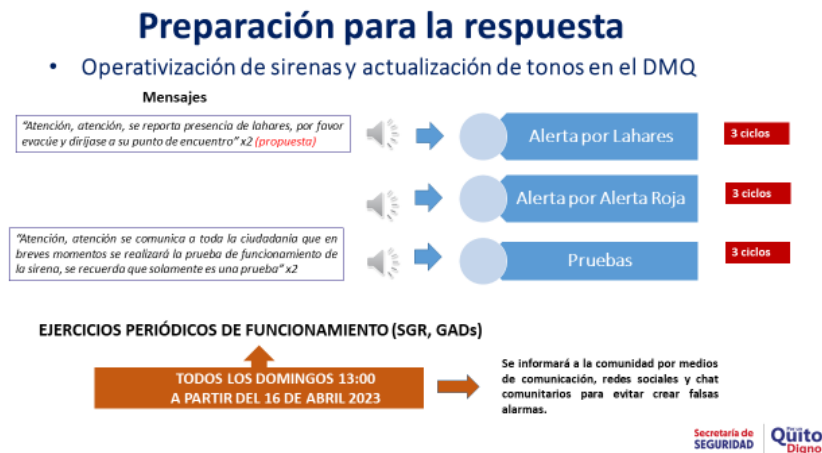 Preparación para la respuesta
• Operativización de sirenas y actualización de tonos en el DMQ
Mensajes
"Atención, atención, se reporta presencia de lahares, por favor
evacúe y diríjase a su punto de encuentro" x2 (propuesta)
Alerta por Lahares
3 ciclos
Alerta por Alerta Roja
3 ciclos
"Atención, atención se comunica a toda la ciudadanía que en
breves momentos se realizará la prueba de funcionamiento de
la sirena, se recuerda que solamente es una prueba" x2
Pruebas
3 ciclos
EJERCICIOS PERIÓDICOS DE FUNCIONAMIENTO (SGR, GADs)
TODOS LOS DOMINGOS 13:00
A PARTIR DEL 16 DE ABRIL 2023
Se informará a la comunidad por medios
de comunicación, redes sociales y chat
comunitarios para evitar crear falsas
alarmas.
Secretaría de
SEGURIDAD
Por un
Quito
Digno